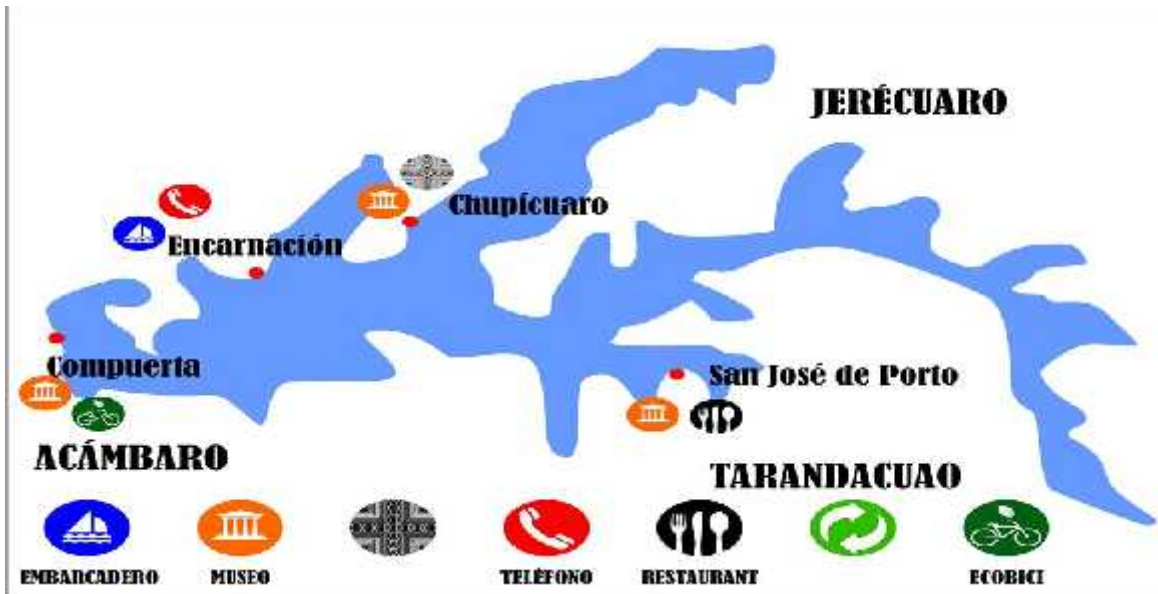 JERÉCUARO
Chupícuaro
Encarnación
Compuerta
San José de Porto
ACÁMBARO
TARANDACUAO
EMBARCADERO
MUSEO
TELÉFONO
RESTAURANT
ECOBICI